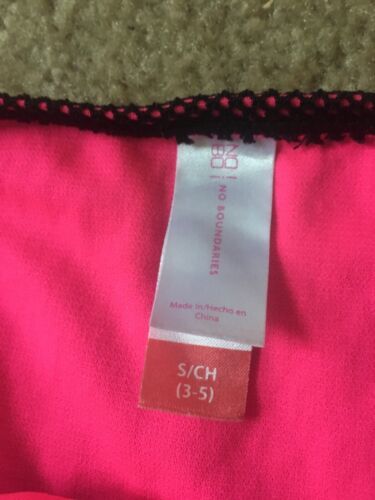 NO
BO
NO BOUNDARIES
Made in/Hecho en
China
S/CH
(3-5)